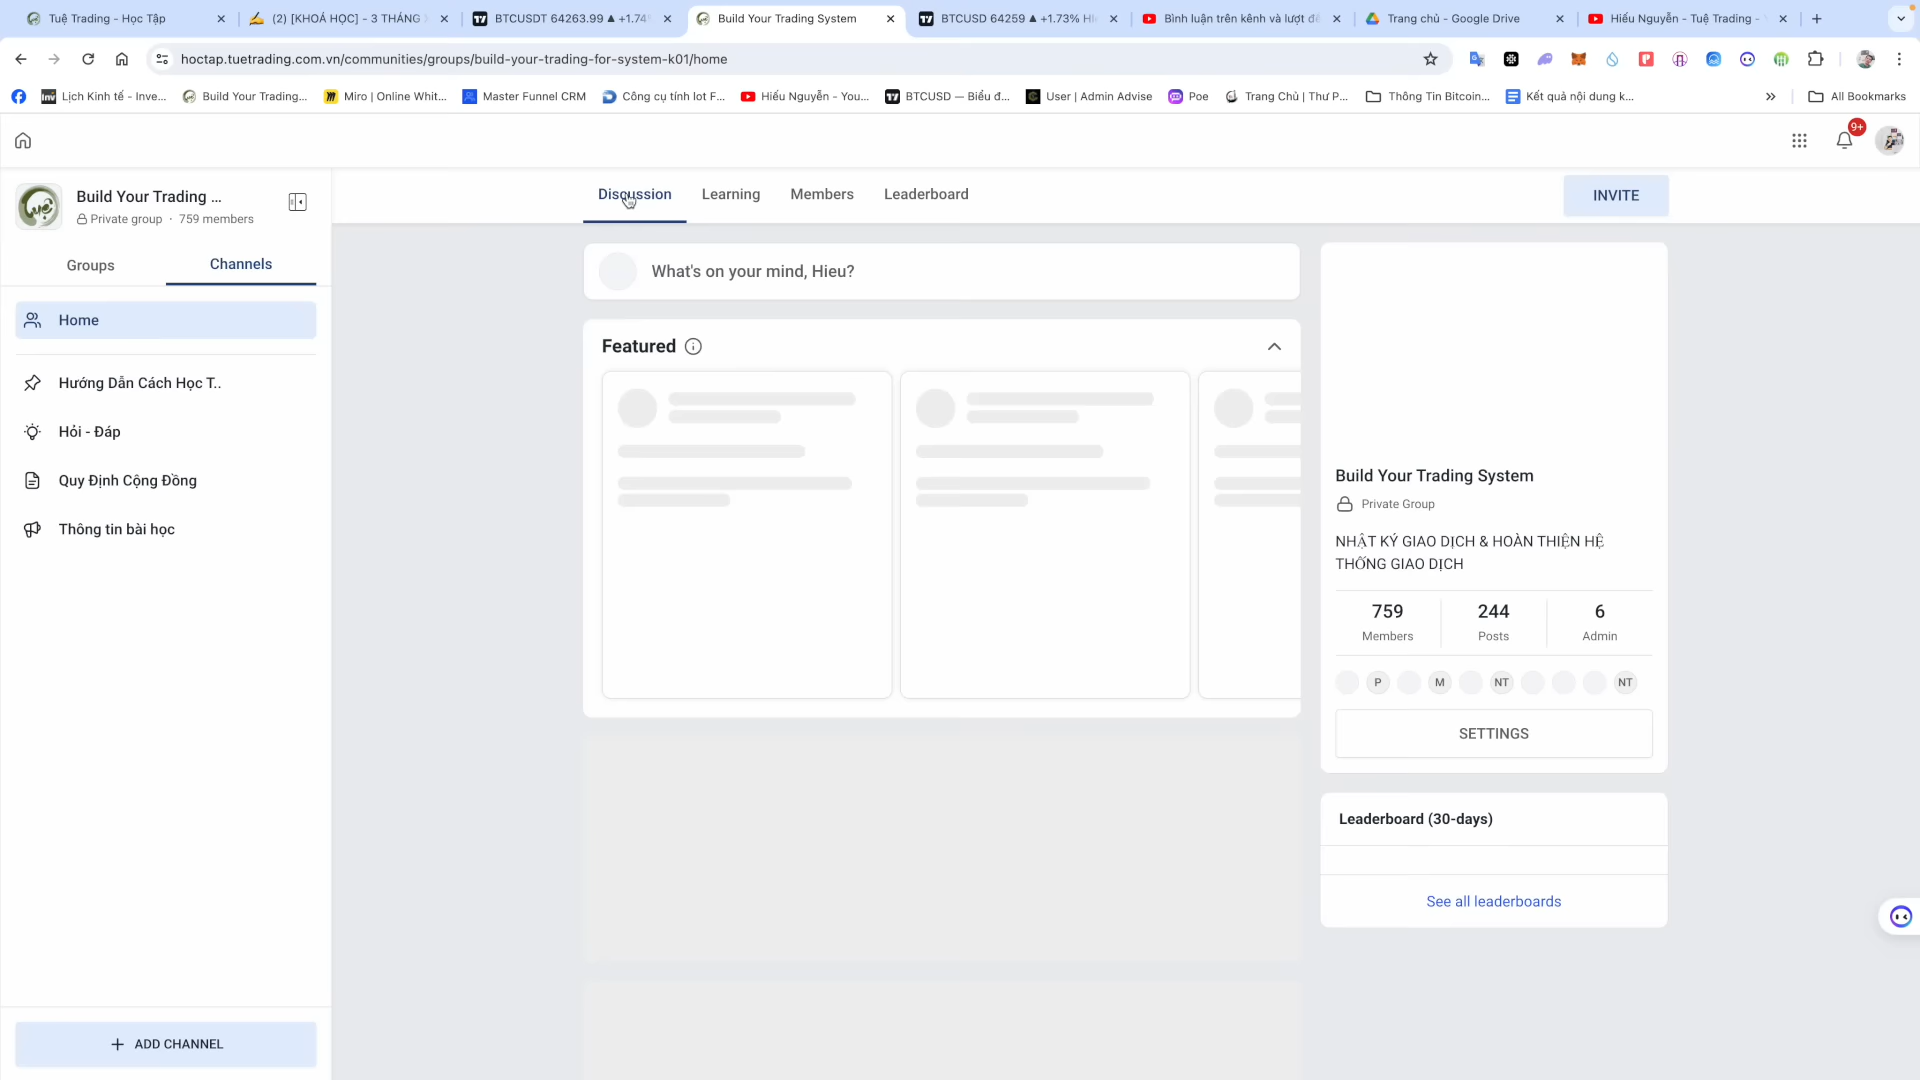 Tuệ Trading - Học Tập
(2) [KHOÁ HỌC] - 3 THÁNG
BTCUSDT 64263.99 ▲ +1.74
Build Your Trading System
BTCUSD 64259 ▲ +1.73%
Bình luận trên kênh và lượt
Trang chủ - Google Drive
Hiếu Nguyễn - Tuệ Trading -
hoctap.tuetrading.com.vn/communities/groups/build-your-trading-for-system-k01/home
Lịch Kinh tế - Inve...
Build Your Trading...
Miro | Online Whit...
Master Funnel CRM
Công cụ tính lot F...
Hiếu Nguyễn - You...
BTCUSD — Biểu đ...
User | Admin Advise
Poe
Trang Chủ | Thư P...
Thông Tin Bitcoin...
Kết quả nội dung k...
»
All Bookmarks
9+
Build Your Trading ...
Private group · 759 members
Discussion
Learning
Members
Leaderboard
INVITE
Groups
Channels
Home
Hướng Dẫn Cách Học T..
Hỏi - Đáp
Quy Định Cộng Đồng
Thông tin bài học
+ ADD CHANNEL
What's on your mind, Hieu?
Featured
Build Your Trading System
Private Group
NHẬT KÝ GIAO DỊCH & HOÀN THIỆN HỆ
THỐNG GIAO DỊCH
759
Members
244
Posts
6
Admin
P
M
NT
NT
SETTINGS
Leaderboard (30-days)
See all leaderboards